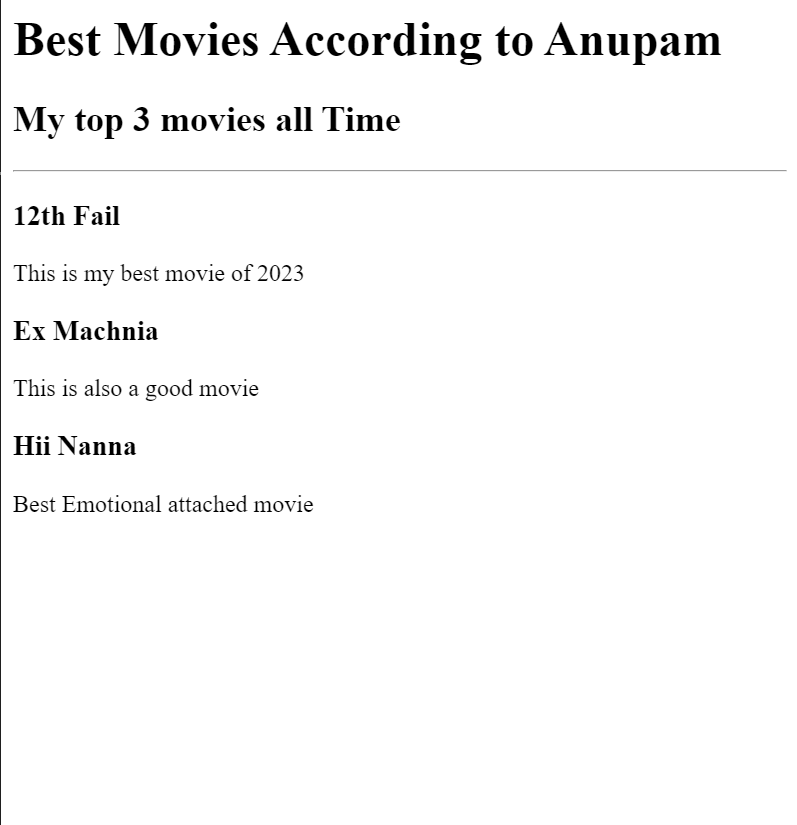 Best Movies According to Anupam
My top 3 movies all Time
12th Fail
This is my best movie of 2023
Ex Machnia
This is also a good movie
Hii Nanna
Best Emotional attached movie